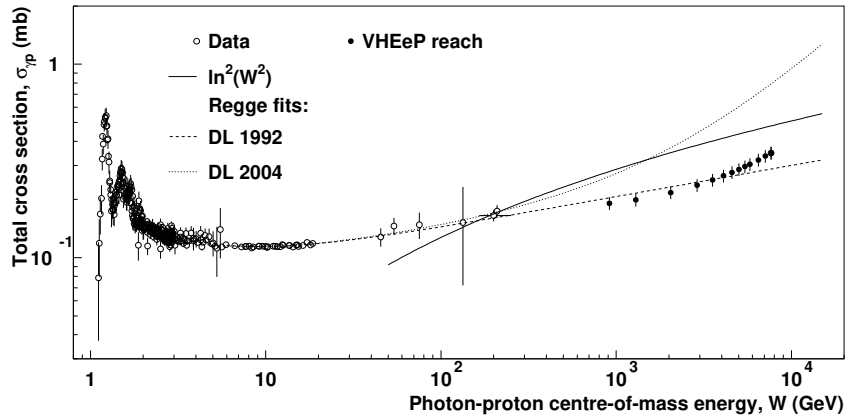 Total cross section, σγp (mb)
Data
VHEeP reach
ln²(W²)
Regge fits:
DL 1992
DL 2004
1
10⁻¹
1
10
10²
10³
10⁴
Photon-proton centre-of-mass energy, W (GeV)